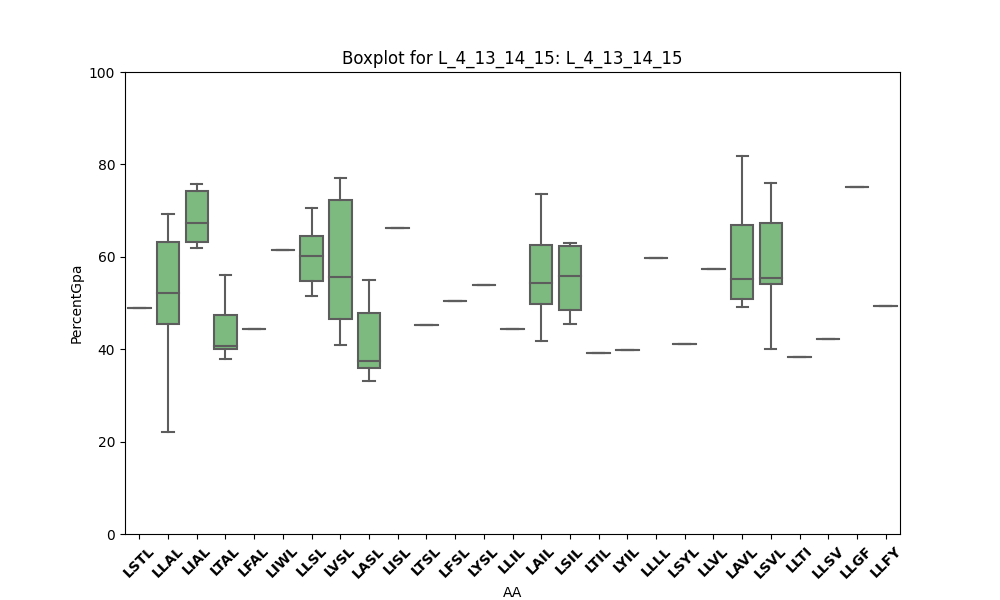 Boxplot for L_4_13_14_15: L_4_13_14_15
100
80
60
40
20
0
PercentGpa
LSTL LLAL LIAL LTAL LFAL LIWL LLSL LVSL LASL LISL LTSL LFSL LYSL LLIL LAIL LSIL LTIL LYIL LLLL LSYL LLVL LAVL LSVL LLTI LLSV LLGF LLFY
AA